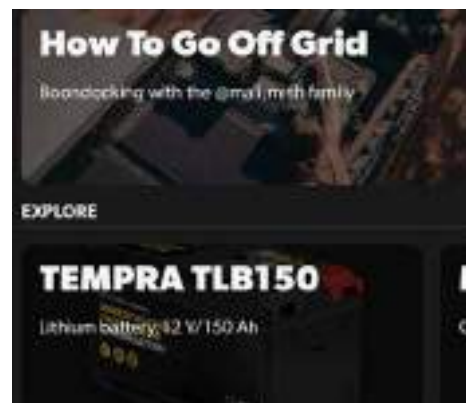 How To Go Off Grid
Boondocking with the family
EXPLORE
TEMPRA TLB150
Lithium battery, 12 V/150 Ah